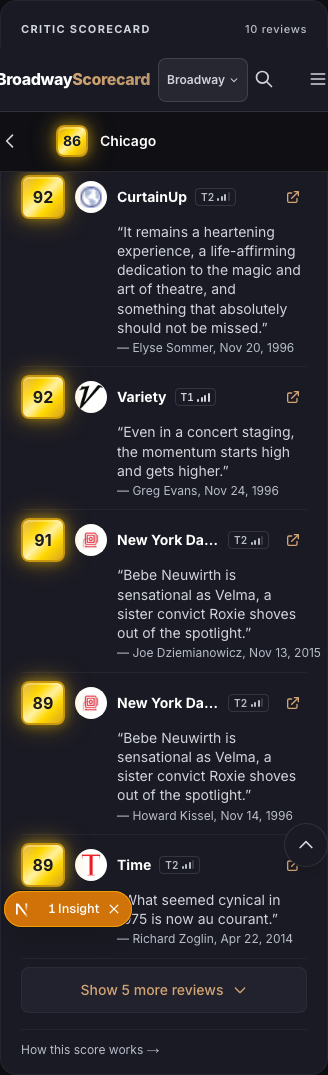 CRITIC SCORECARD
10 reviews
BroadwayScorecard
Broadway
86
Chicago
92
CurtainUp
T2
“It remains a heartening
experience, a life-affirming
dedication to the magic and
art of theatre, and
something that absolutely
should not be missed.”
— Elyse Sommer, Nov 20, 1996
92
Variety
T1
“Even in a concert staging,
the momentum starts high
and gets higher.”
— Greg Evans, Nov 24, 1996
91
New York Da...
T2
“Bebe Neuwirth is
sensational as Velma, a
sister convict Roxie shoves
out of the spotlight.”
— Joe Dziemianowicz, Nov 13, 2015
89
New York Da...
T2
“Bebe Neuwirth is
sensational as Velma, a
sister convict Roxie shoves
out of the spotlight.”
— Howard Kissel, Nov 14, 1996
89
T
Time
T2
1 Insight
What seemed cynical in
975 is now au courant.”
— Richard Zoglin, Apr 22, 2014
Show 5 more reviews
How this score works →